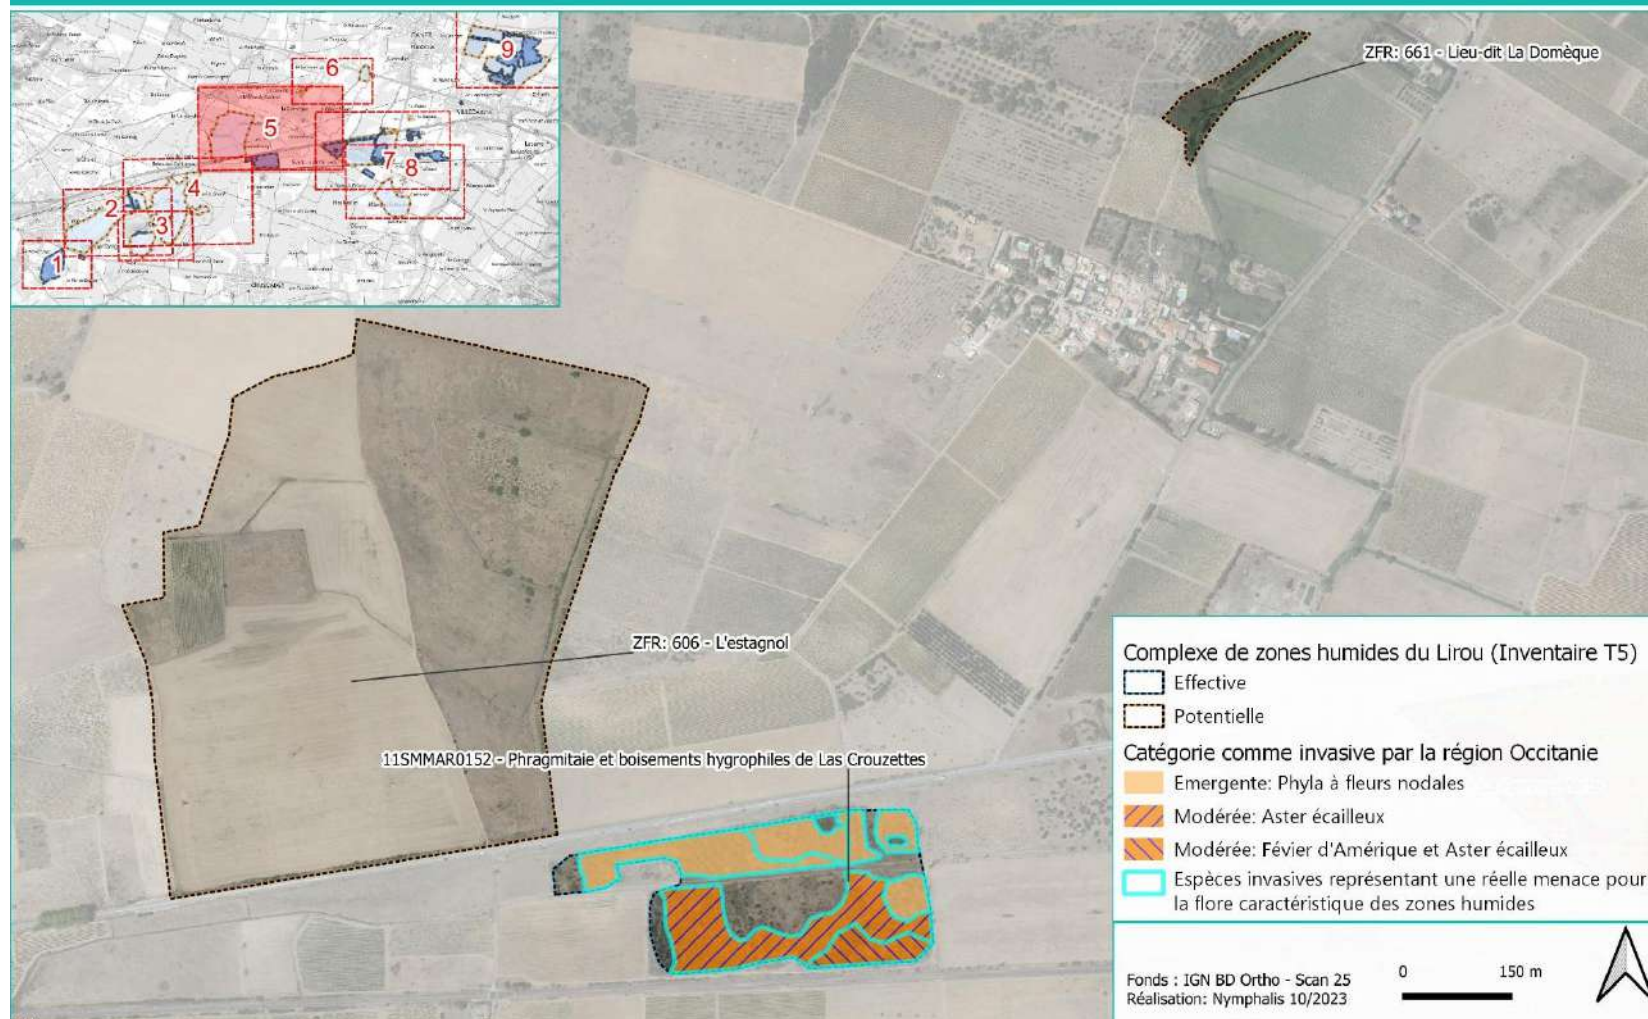 6
9
5
7
8
4
2
3
1
ZFR: 661 - Lieu-dit La Domèque
ZFR: 606 - L'estagnol
11SMMAR0152 - Phragmitaie et boisements hygrophiles de Las Crouzettes
Complexe de zones humides du Lirou (Inventaire T5)
Effective
Potentielle
Catégorie comme invasive par la région Occitanie
Emergente: Phyla à fleurs nodales
Modérée: Aster écailleux
Modérée: Févier d'Amérique et Aster écailleux
Espèces invasives représentant une réelle menace pour
la flore caractéristique des zones humides
Fonds : IGN BD Ortho - Scan 25
Réalisation: Nymphalis 10/2023
0 150 m